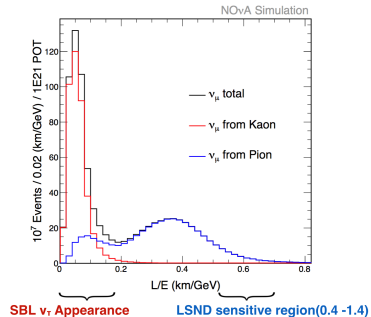 NOνA Simulation
10⁷ Events/ 0.02 (km/GeV) / 1E21 POT
140
120
100
80
60
40
20
0
νμ total
νμ from Kaon
νμ from Pion
0 0.2 0.4 0.6 0.8
L/E (km/GeV)
SBL ντ Appearance LSND sensitive region(0.4 -1.4)